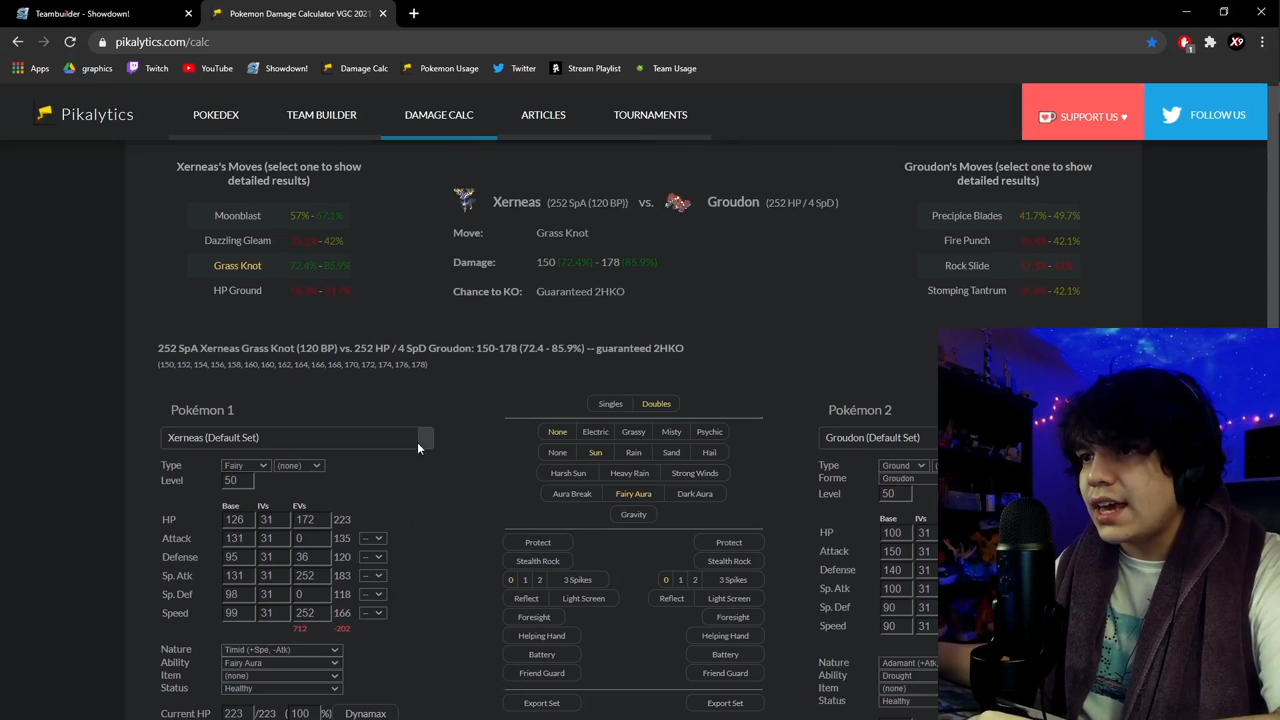 Teambuilder - Showdown!
Pokemon Damage Calculator VGC 2021
pikalytics.com/calc
1
X9
Apps graphics Twitch YouTube Showdown! Damage Calc Pokemon Usage Twitter Stream Playlist Team Usage
Pikalytics POKEDEX TEAM BUILDER DAMAGE CALC ARTICLES TOURNAMENTS SUPPORT US ♥ FOLLOW US
Xerneas's Moves (select one to show
detailed results)
Moonblast 57% - 67.1%
Dazzling Gleam - 42%
Grass Knot 72.4% - 85.9%
HP Ground
Xerneas (252 SpA (120 BP)) vs. Groudon (252 HP / 4 SpD )
Move: Grass Knot
Damage: 150 (72.4%) - 178 (85.9%)
Chance to KO: Guaranteed 2HKO
Groudon's Moves (select one to show
detailed results)
Precipice Blades 41.7% - 49.7%
Fire Punch - 42.1%
Rock Slide
Stomping Tantrum - 42.1%
252 SpA Xerneas Grass Knot (120 BP) vs. 252 HP / 4 SpD Groudon: 150-178 (72.4 - 85.9%) -- guaranteed 2HKO
(150, 152, 154, 156, 158, 160, 160, 162, 164, 166, 168, 170, 172, 174, 176, 178)
Pokémon 1
Xerneas (Default Set)
Type Fairy (none)
Level 50
Base IVs EVs
HP 126 31 172 223
Attack 131 31 0 135 --
Defense 95 31 36 120 --
Sp. Atk 131 31 252 183 --
Sp. Def 98 31 0 118 --
Speed 99 31 252 166 --
712 -202
Nature Timid (+Spe, -Atk)
Ability Fairy Aura
Item (none)
Status Healthy
Current HP 223 /223 ( 100 %) Dynamax
Singles Doubles
None Electric Grassy Misty Psychic
None Sun Rain Sand Hail
Harsh Sun Heavy Rain Strong Winds
Aura Break Fairy Aura Dark Aura
Gravity
Protect Protect
Stealth Rock Stealth Rock
0 1 2 3 Spikes 0 1 2 3 Spikes
Reflect Light Screen Reflect Light Screen
Foresight Foresight
Helping Hand Helping Hand
Battery Battery
Friend Guard Friend Guard
Export Set Export Set
Pokémon 2
Groudon (Default Set)
Type Ground
Forme Groudon
Level 50
Base IVs
HP 100 31
Attack 150 31
Defense 140 31
Sp. Atk 100 31
Sp. Def 90 31
Speed 90 31
Nature Adamant (+Atk,
Ability Drought
Item (none)
Status Healthy